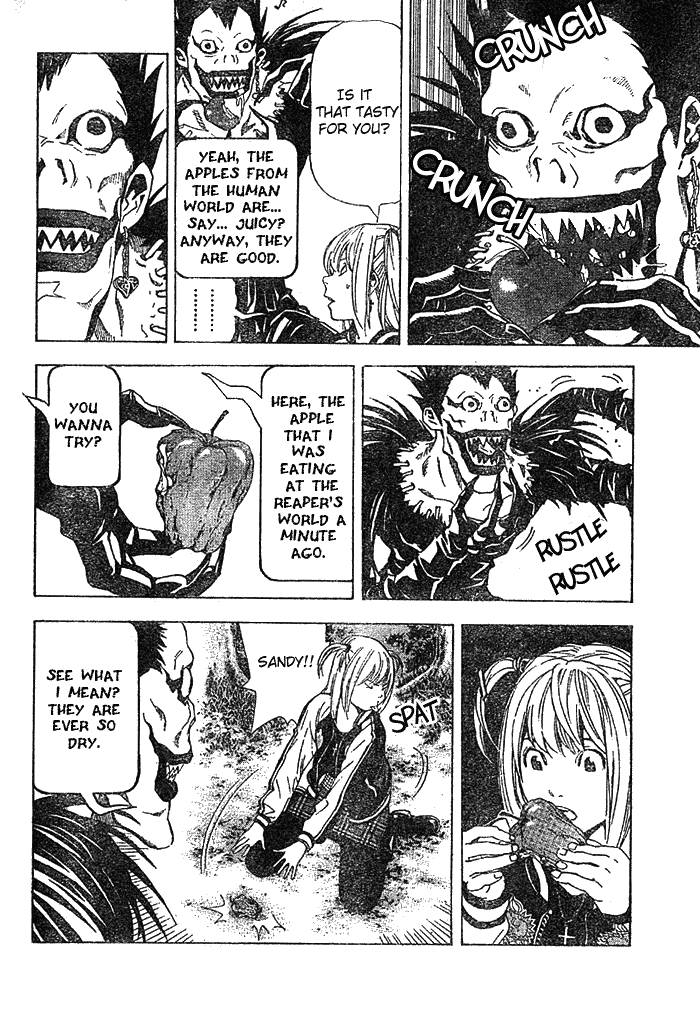 CRUNCH
CRUNCH
IS IT
THAT TASTY
FOR YOU?
YEAH, THE
APPLES FROM
THE HUMAN
WORLD ARE...
SAY... JUICY?
ANYWAY, THEY
ARE GOOD.
RUSTLE
RUSTLE
HERE, THE
APPLE
THAT I
WAS
EATING
AT THE
REAPER'S
WORLD A
MINUTE
AGO.
YOU
WANNA
TRY?
SPAT
SANDY!!
SEE WHAT
I MEAN?
THEY ARE
EVER SO
DRY.